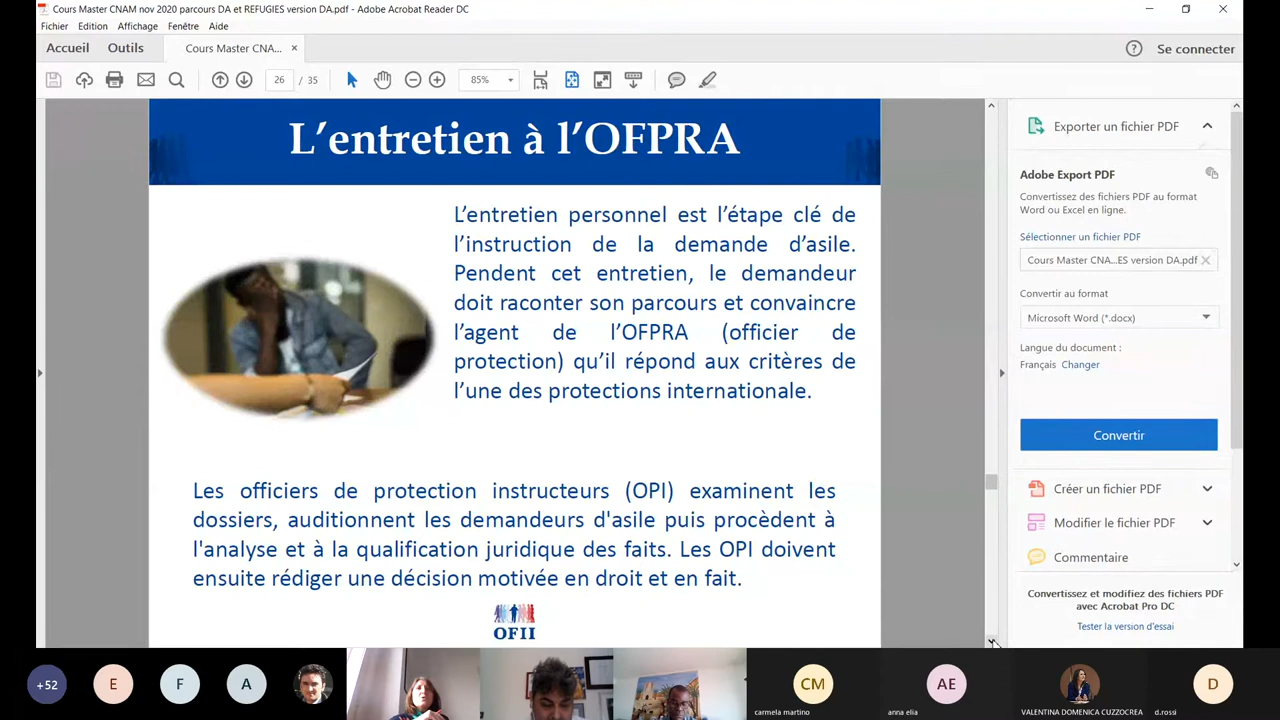 Cours Master CNAM nov 2020 parcours DA et REFUGIES version DA.pdf - Adobe Acrobat Reader DC
Fichier Edition Affichage Fenêtre Aide
Accueil Outils Cours Master CNA... × Se connecter
26 / 35 85%
L'entretien à l'OFPRA
L'entretien personnel est l'étape clé de
l'instruction de la demande d'asile.
Pendent cet entretien, le demandeur
doit raconter son parcours et convaincre
l'agent de l'OFPRA (officier de
protection) qu'il répond aux critères de
l'une des protections internationale.
Les officiers de protection instructeurs (OPI) examinent les
dossiers, auditionnent les demandeurs d'asile puis procèdent à
l'analyse et à la qualification juridique des faits. Les OPI doivent
ensuite rédiger une décision motivée en droit et en fait.
OFII
Exporter un fichier PDF
Adobe Export PDF
Convertissez des fichiers PDF au format
Word ou Excel en ligne.
Sélectionner un fichier PDF
Cours Master CNA...ES version DA.pdf ×
Convertir au format
Microsoft Word (*.docx)
Langue du document :
Français Changer
Convertir
Créer un fichier PDF
Modifier le fichier PDF
Commentaire
Convertissez et modifiez des fichiers PDF
avec Acrobat Pro DC
Tester la version d'essai
+52 E F A CM AE D
carmela martino anna elia VALENTINA DOMENICA CUZZOCREA d.rossi